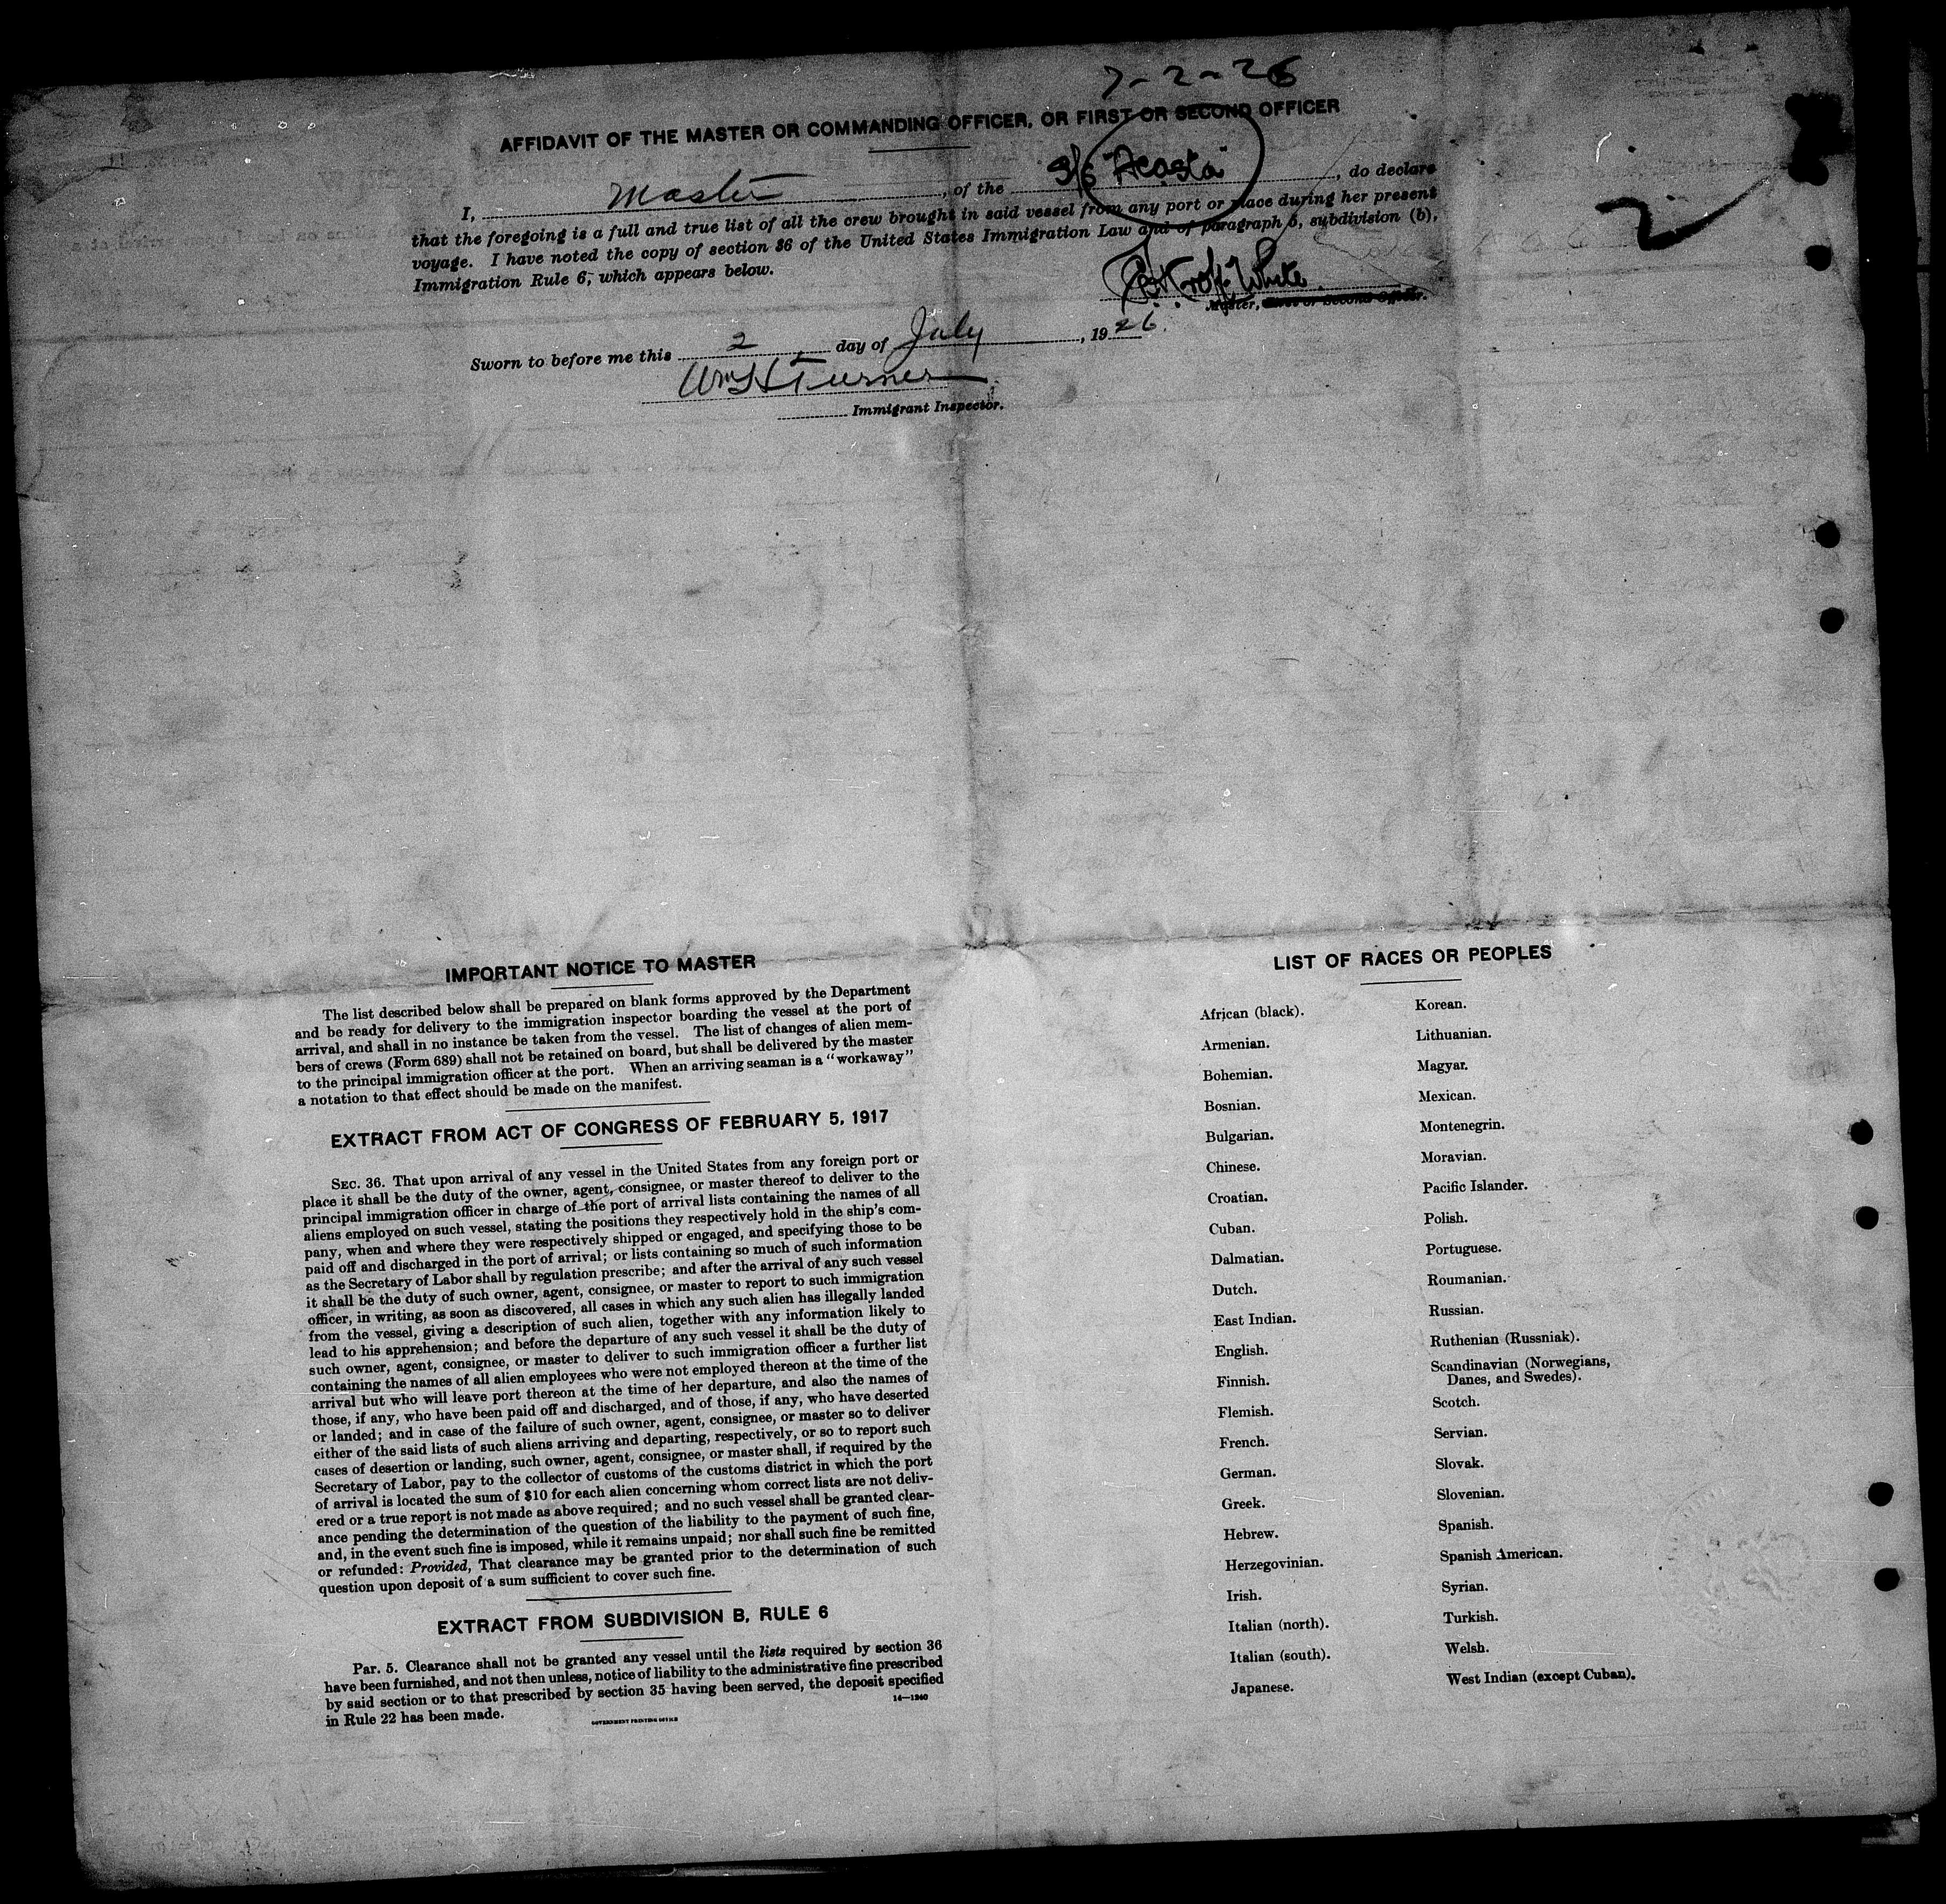 7-2-26
AFFIDAVIT OF THE MASTER OR COMMANDING OFFICER, OR FIRST OR SECOND OFFICER
I, Master, of the S/S "Acasta", do declare
that the foregoing is a full and true list of all the crew brought in said vessel from any port or place during her present
voyage. I have noted the copy of section 36 of the United States Immigration Law and of paragraph 5, subdivision (b),
Immigration Rule 6, which appears below.
2
White
Master, First or Second Officer.
Sworn to before me this 2 day of July, 1926.
Wm H Turner
Immigrant Inspector.
IMPORTANT NOTICE TO MASTER
The list described below shall be prepared on blank forms approved by the Department
and be ready for delivery to the immigration inspector boarding the vessel at the port of
arrival, and shall in no instance be taken from the vessel. The list of changes of alien mem-
bers of crews (Form 689) shall not be retained on board, but shall be delivered by the master
to the principal immigration officer at the port. When an arriving seaman is a "workaway"
a notation to that effect should be made on the manifest.
EXTRACT FROM ACT OF CONGRESS OF FEBRUARY 5, 1917
SEC. 36. That upon arrival of any vessel in the United States from any foreign port or
place it shall be the duty of the owner, agent, consignee, or master thereof to deliver to the
principal immigration officer in charge of the port of arrival lists containing the names of all
aliens employed on such vessel, stating the positions they respectively hold in the ship's com-
pany, when and where they were respectively shipped or engaged, and specifying those to be
paid off and discharged in the port of arrival; or lists containing so much of such information
as the Secretary of Labor shall by regulation prescribe; and after the arrival of any such vessel
it shall be the duty of such owner, agent, consignee, or master to report to such immigration
officer, in writing, as soon as discovered, all cases in which any such alien has illegally landed
from the vessel, giving a description of such alien, together with any information likely to
lead to his apprehension; and before the departure of any such vessel it shall be the duty of
such owner, agent, consignee, or master to deliver to such immigration officer a further list
containing the names of all alien employees who were not employed thereon at the time of the
arrival but who will leave port thereon at the time of her departure, and also the names of
those, if any, who have been paid off and discharged, and of those, if any, who have deserted
or landed; and in case of the failure of such owner, agent, consignee, or master so to deliver
either of the said lists of such aliens arriving and departing, respectively, or so to report such
cases of desertion or landing, such owner, agent, consignee, or master shall, if required by the
Secretary of Labor, pay to the collector of customs of the customs district in which the port
of arrival is located the sum of $10 for each alien concerning whom correct lists are not deliv-
ered or a true report is not made as above required; and no such vessel shall be granted clear-
ance pending the determination of the question of the liability to the payment of such fine,
and, in the event such fine is imposed, while it remains unpaid; nor shall such fine be remitted
or refunded: Provided, That clearance may be granted prior to the determination of such
question upon deposit of a sum sufficient to cover such fine.
EXTRACT FROM SUBDIVISION B, RULE 6
Par. 5. Clearance shall not be granted any vessel until the lists required by section 36
have been furnished, and not then unless, notice of liability to the administrative fine prescribed
by said section or to that prescribed by section 35 having been served, the deposit specified
in Rule 22 has been made.
14—1240
GOVERNMENT PRINTING OFFICE
LIST OF RACES OR PEOPLES
African (black).
Armenian.
Bohemian.
Bosnian.
Bulgarian.
Chinese.
Croatian.
Cuban.
Dalmatian.
Dutch.
East Indian.
English.
Finnish.
Flemish.
French.
German.
Greek.
Hebrew.
Herzegovinian.
Irish.
Italian (north).
Italian (south).
Japanese.
Korean.
Lithuanian.
Magyar.
Mexican.
Montenegrin.
Moravian.
Pacific Islander.
Polish.
Portuguese.
Roumanian.
Russian.
Ruthenian (Russniak).
Scandinavian (Norwegians,
Danes, and Swedes).
Scotch.
Servian.
Slovak.
Slovenian.
Spanish.
Spanish American.
Syrian.
Turkish.
Welsh.
West Indian (except Cuban).